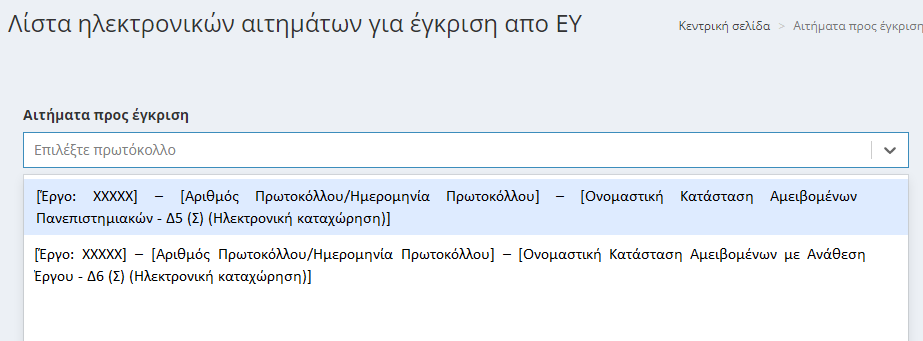 Λίστα ηλεκτρονικών αιτημάτων για έγκριση απο ΕΥ
Κεντρική σελίδα > Αιτήματα προς έγκριση
Αιτήματα προς έγκριση
Επιλέξτε πρωτόκολλο
[Έργο: ΧΧΧΧΧ] – [Αριθμός Πρωτοκόλλου/Ημερομηνία Πρωτοκόλλου] – [Ονομαστική Κατάσταση Αμειβομένων
Πανεπιστημιακών - Δ5 (Σ) (Ηλεκτρονική καταχώρηση)]
[Έργο: ΧΧΧΧΧ] – [Αριθμός Πρωτοκόλλου/Ημερομηνία Πρωτοκόλλου] – [Ονομαστική Κατάσταση Αμειβομένων με Ανάθεση
Έργου - Δ6 (Σ) (Ηλεκτρονική καταχώρηση)]